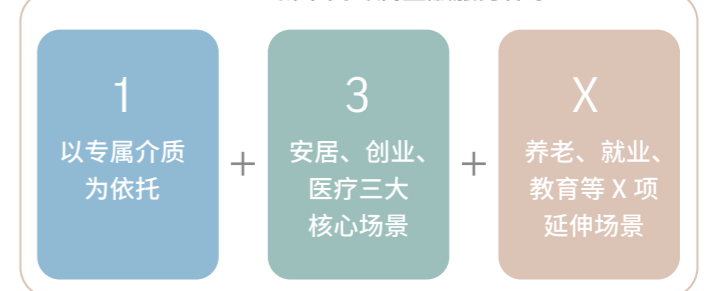 1
以专属介质
为依托
+
3
安居、创业、
医疗三大
核心场景
+
X
养老、就业、
教育等 X 项
延伸场景